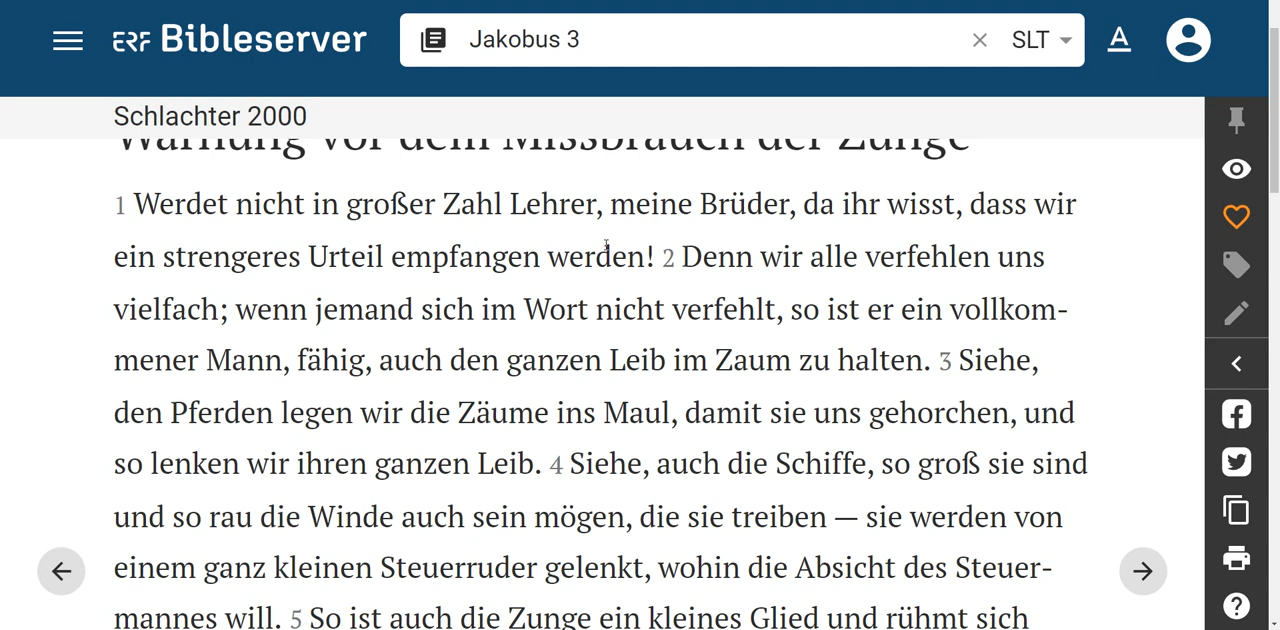 ERF Bibleserver
Jakobus 3
SLT
A
Schlachter 2000
Warnung vor dem Missbrauch der Zunge
1 Werdet nicht in großer Zahl Lehrer, meine Brüder, da ihr wisst, dass wir
ein strengeres Urteil empfangen werden! 2 Denn wir alle verfehlen uns
vielfach; wenn jemand sich im Wort nicht verfehlt, so ist er ein vollkom-
mener Mann, fähig, auch den ganzen Leib im Zaum zu halten. 3 Siehe,
den Pferden legen wir die Zäume ins Maul, damit sie uns gehorchen, und
so lenken wir ihren ganzen Leib. 4 Siehe, auch die Schiffe, so groß sie sind
und so rau die Winde auch sein mögen, die sie treiben — sie werden von
einem ganz kleinen Steuerruder gelenkt, wohin die Absicht des Steuer-
mannes will. 5 So ist auch die Zunge ein kleines Glied und rühmt sich